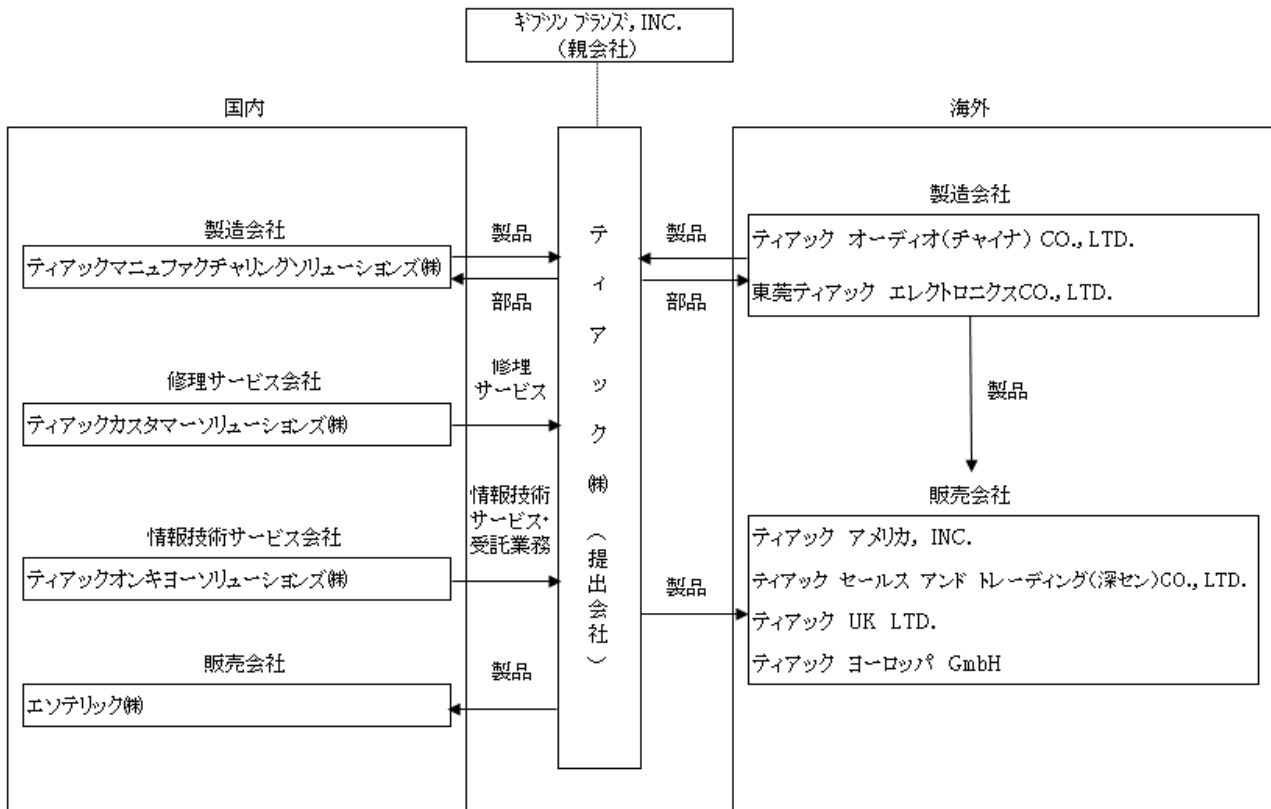 ギブソン ブランズ, INC.
(親会社)
国内
海外
製造会社
ティアックマニュファクチャリングソリューションズ㈱
製品
部品
修理サービス会社
ティアックカスタマーソリューションズ㈱
修理
サービス
情報技術サービス会社
ティアックオンキヨーソリューションズ㈱
情報技術
サービス・
受託業務
販売会社
エソテリック㈱
製品
ティアック㈱(提出会社)
製品
部品
製造会社
ティアック オーディオ(チャイナ) CO., LTD.
東莞ティアック エレクトロニクスCO., LTD.
製品
製品
販売会社
ティアック アメリカ, INC.
ティアック セールス アンド トレーディング(深セン)CO., LTD.
ティアック UK LTD.
ティアック ヨーロッパ GmbH